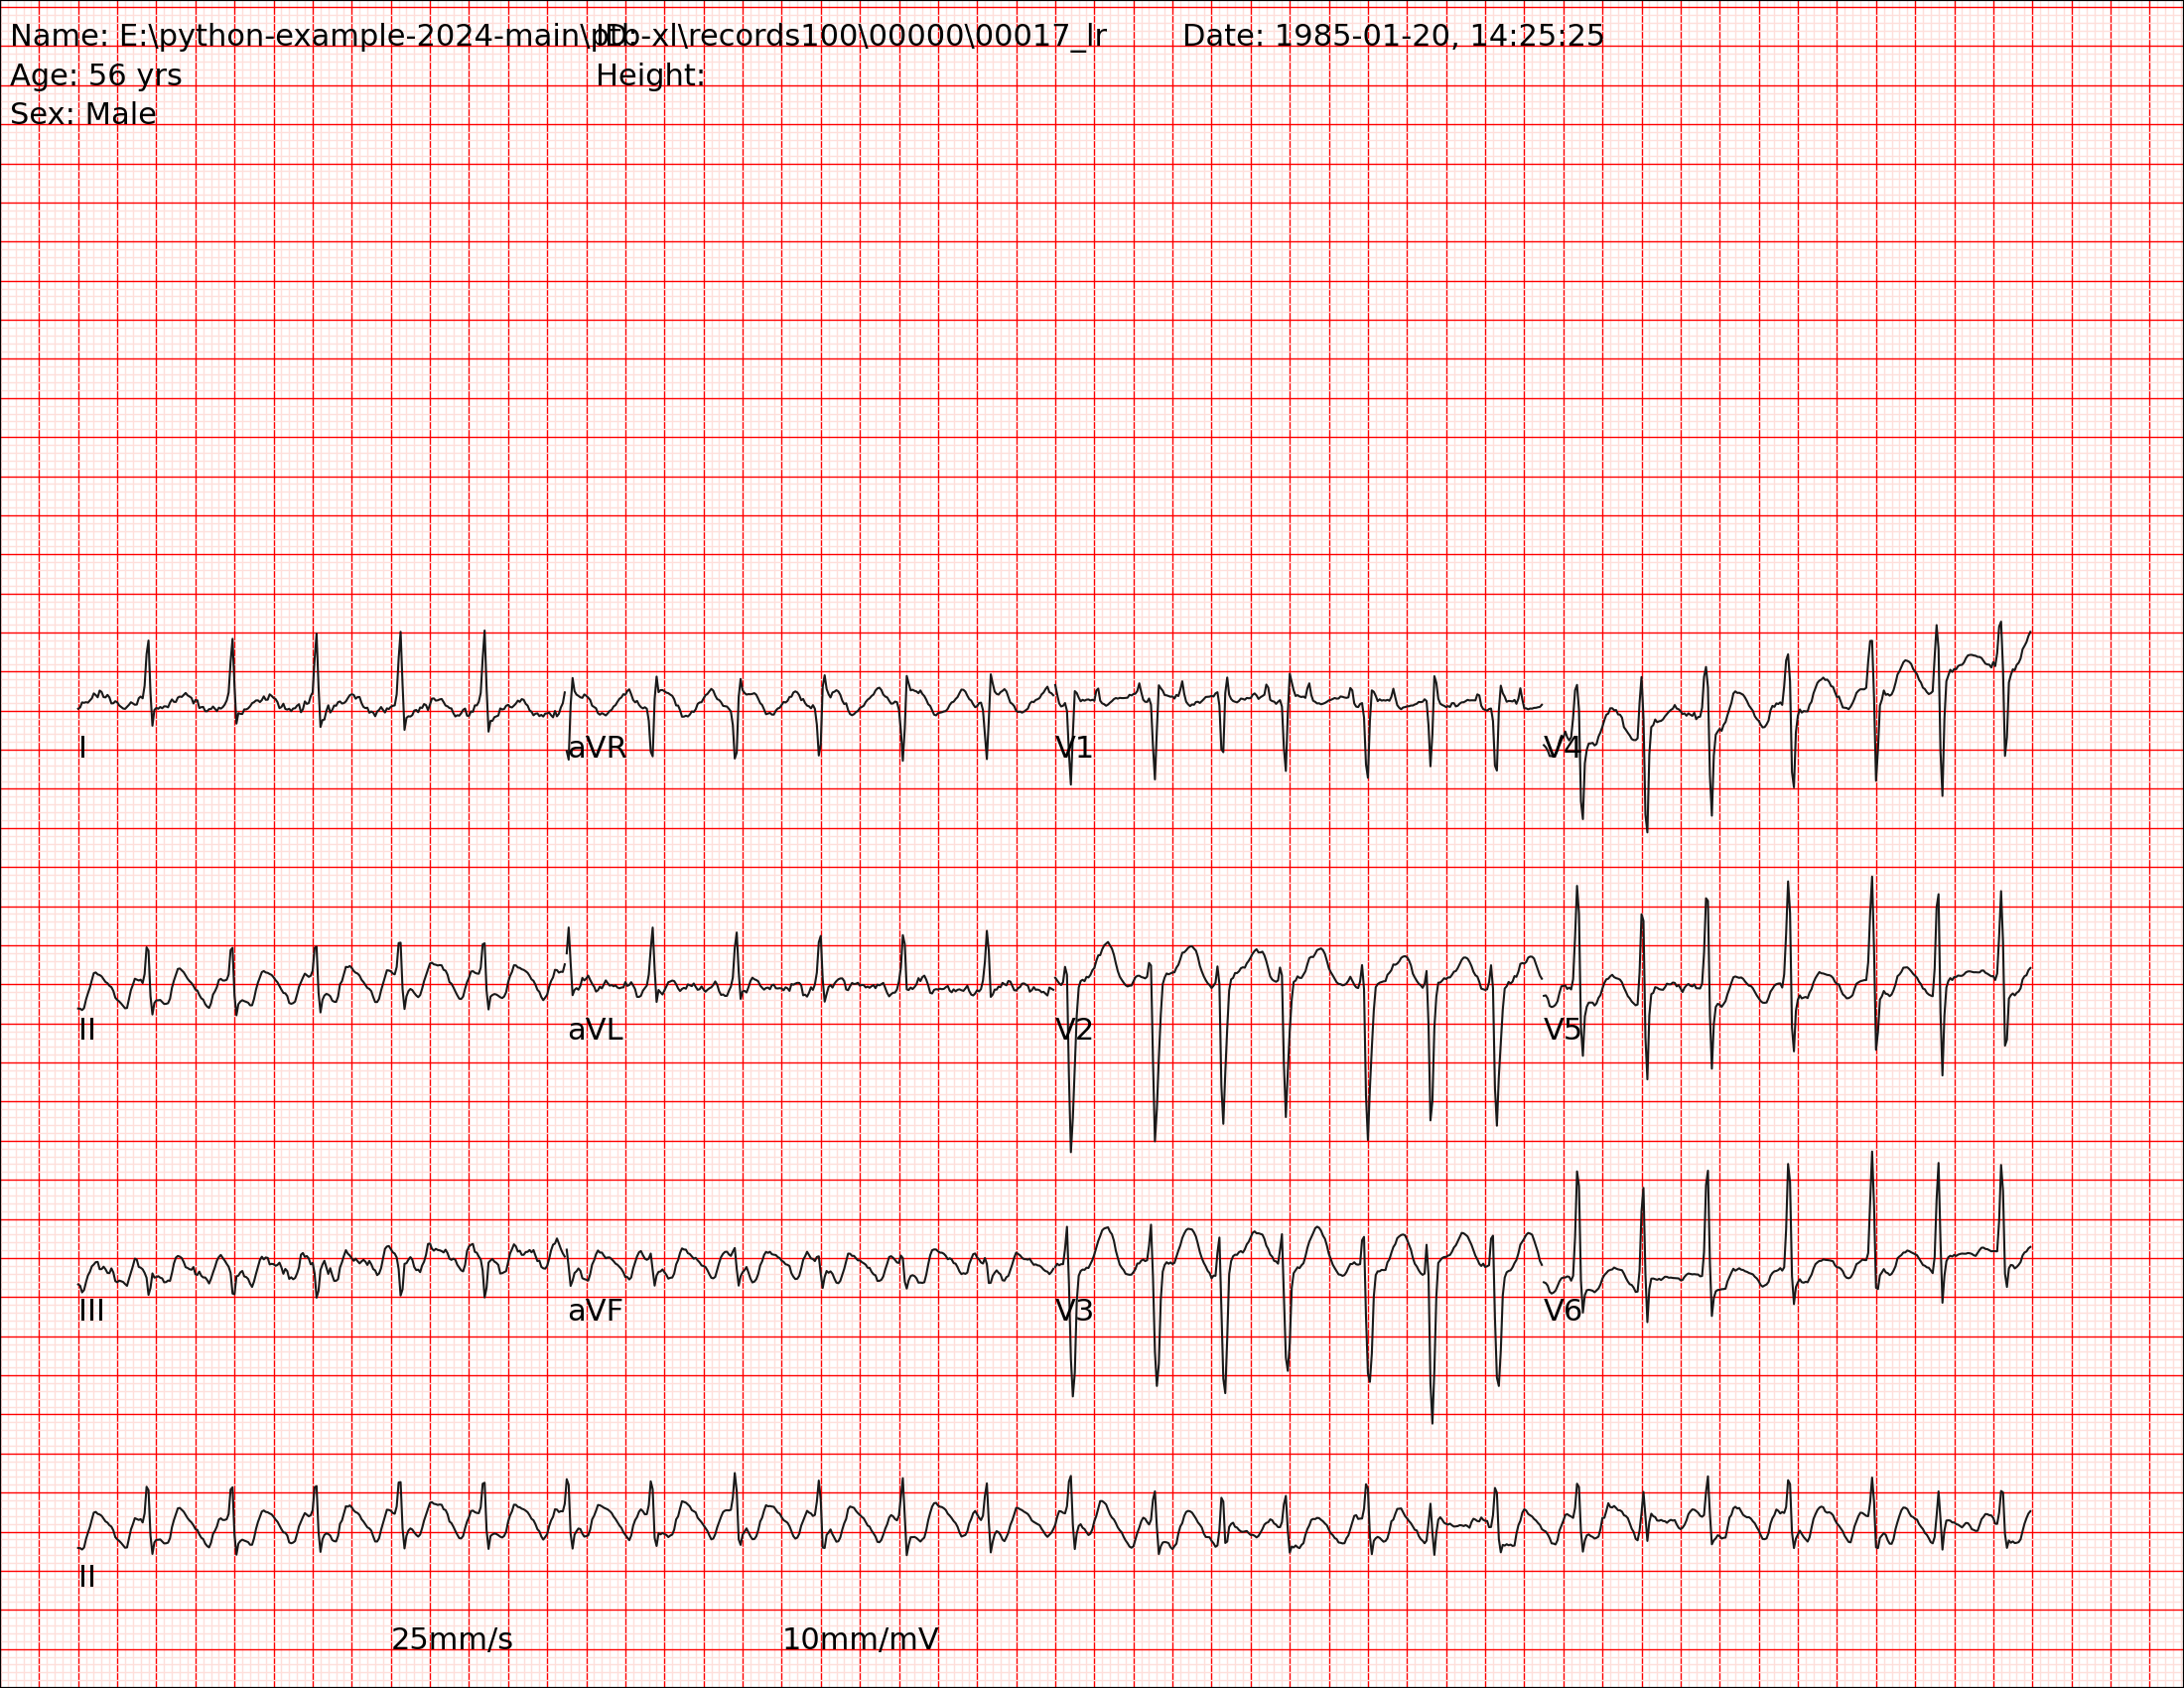 Name: E:\python-example-2024-main\ptb-xl\records100\00000\00017_lr ID: Date: 1985-01-20, 14:25:25
Age: 56 yrs Height:
Sex: Male
I aVR V1 V4
II aVL V2 V5
III aVF V3 V6
II
25mm/s 10mm/mV